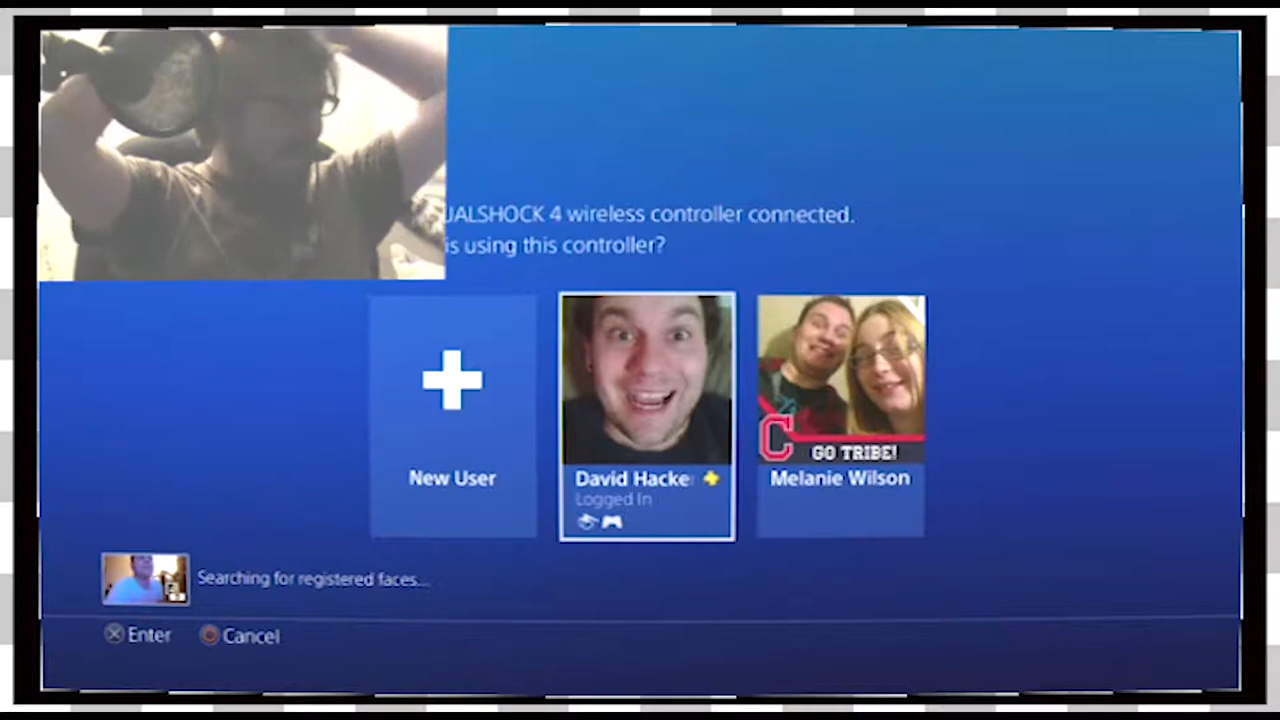 UALSHOCK 4 wireless controller connected.
is using this controller?
New User
David Hacke
Logged In
C
GO TRIBE!
Melanie Wilson
Searching for registered faces...
Enter
Cancel